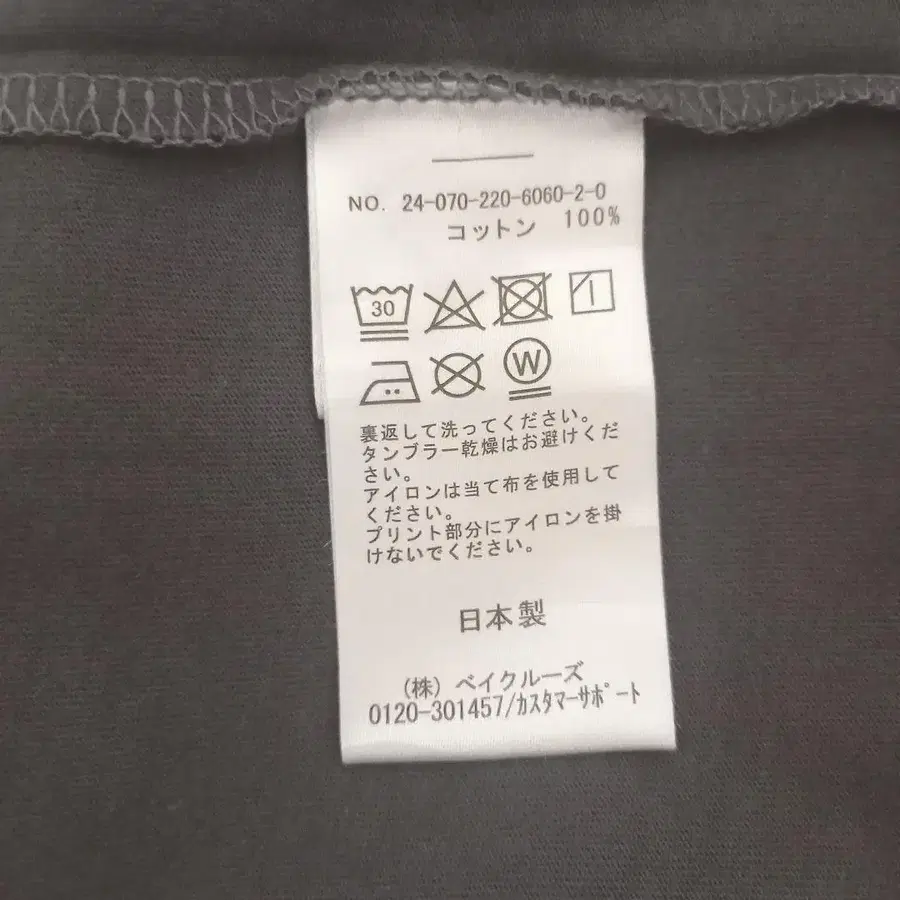 NO. 24-070-220-6060-2-0
コットン 100%
30
W
裏返して洗ってください。
タンブラー乾燥はお避けくだ
さい。
アイロンは当て布を使用して
ください。
プリント部分にアイロンを掛
けないでください。
日本製
(株) ベイクルーズ
0120-301457/ｶｽﾀﾏｰｻﾎﾟｰﾄ